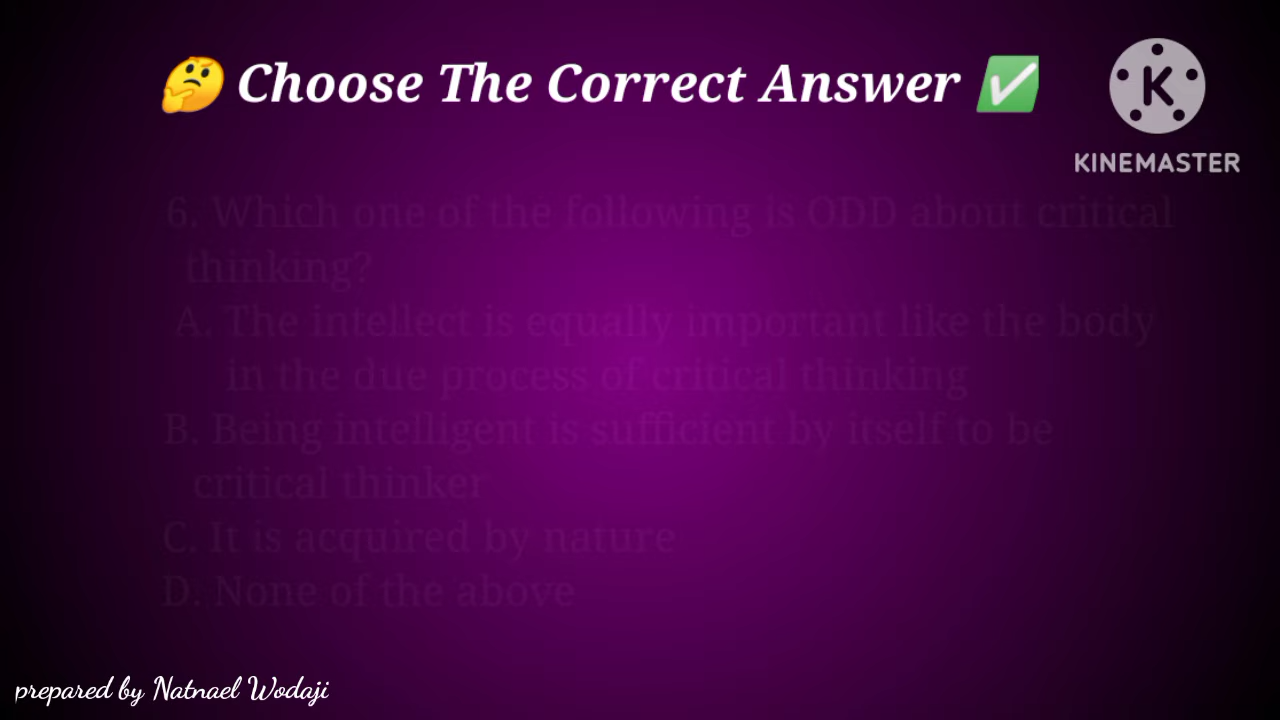 🤔 Choose The Correct Answer ✅
KINEMASTER
6. Which one of the following is ODD about critical
thinking?
A. The intellect is equally important like the body
in the due process of critical thinking
B. Being intelligent is sufficient by itself to be
critical thinker
C. It is acquired by nature
D. None of the above
prepared by Natnael Wodaji